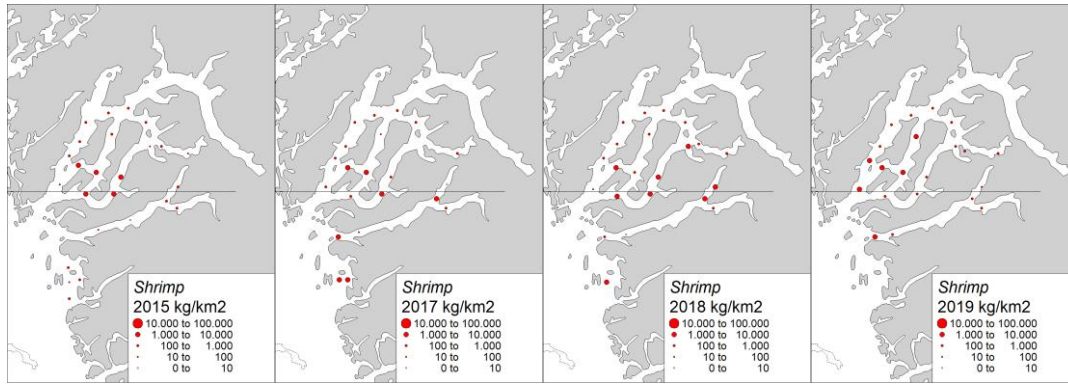 Shrimp
2015 kg/km2
10.000 to 100.000
1.000 to 10.000
100 to 1.000
10 to 100
0 to 10
Shrimp
2017 kg/km2
10.000 to 100.000
1.000 to 10.000
100 to 1.000
10 to 100
0 to 10
Shrimp
2018 kg/km2
10.000 to 100.000
1.000 to 10.000
100 to 1.000
10 to 100
0 to 10
Shrimp
2019 kg/km2
10.000 to 100.000
1.000 to 10.000
100 to 1.000
10 to 100
0 to 10